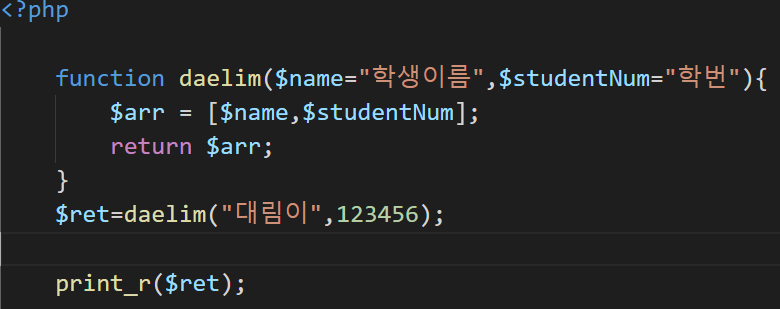 <?php
function daelim($name="학생이름",$studentNum="학번"){
$arr = [$name,$studentNum];
return $arr;
}
$ret=daelim("대림이",123456);
print_r($ret);